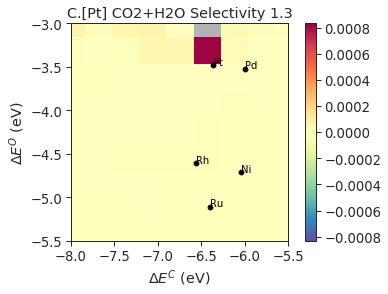 C.[Pt] CO2+H2O Selectivity 1.3
−3.0
−3.5
−4.0
−4.5
−5.0
−5.5
ΔE^O (eV)
Pt
Pd
Rh
Ni
Ru
−8.0 −7.5 −7.0 −6.5 −6.0 −5.5
ΔE^C (eV)
0.0008
0.0006
0.0004
0.0002
0.0000
−0.0002
−0.0004
−0.0006
−0.0008